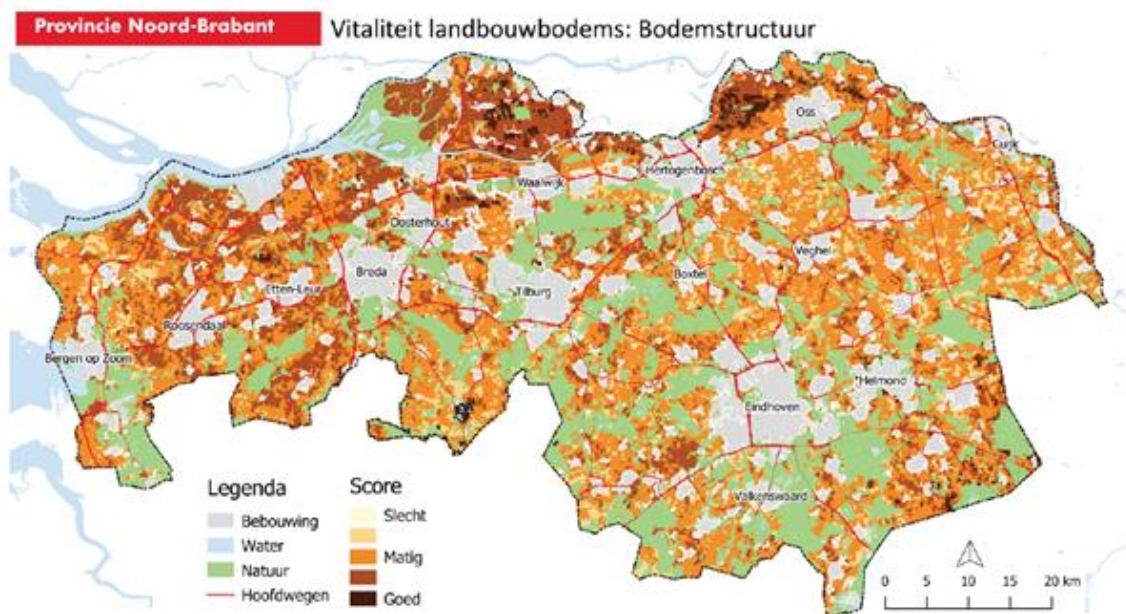 Provincie Noord-Brabant
Vitaliteit landbouwbodems: Bodemstructuur
Oss
Cuijk
Hertogenbosch
Waalwijk
Oosterhout
Veghel
Breda
Boxtel
Etten-Leur
Tilburg
Roosendaal
Bergen op Zoom
Helmond
Eindhoven
Valkenswaard
Legenda
Bebouwing
Water
Natuur
Hoofdwegen
Score
Slecht
Matig
Goed
0 5 10 15 20 km